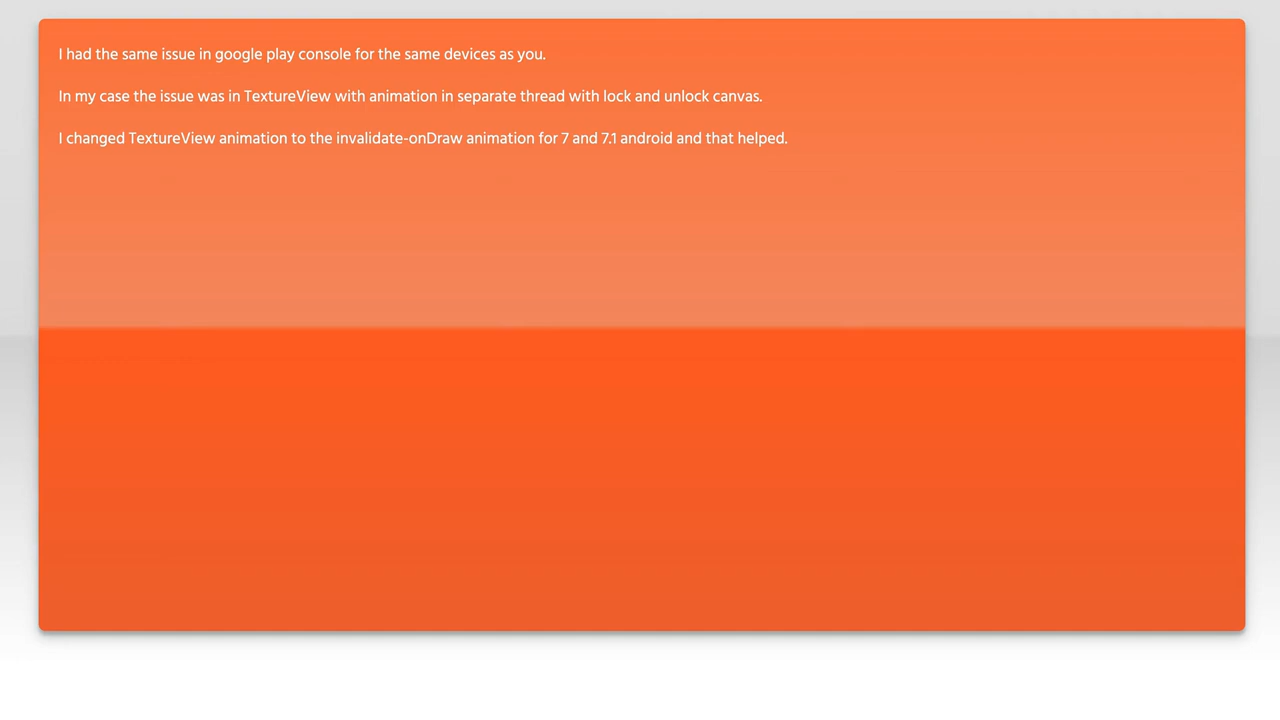 I had the same issue in google play console for the same devices as you.
In my case the issue was in TextureView with animation in separate thread with lock and unlock canvas.
I changed TextureView animation to the invalidate-onDraw animation for 7 and 7.1 android and that helped.